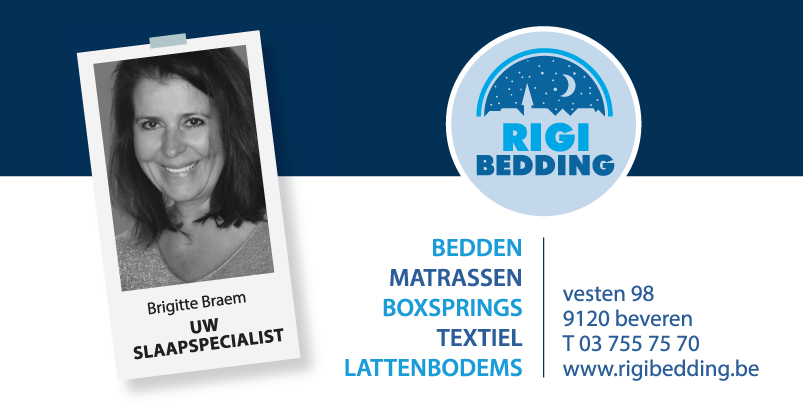 Brigitte Braem
UW
SLAAPSPECIALIST
RIGI
BEDDING
BEDDEN
MATRASSEN
BOXSPRINGS
TEXTIEL
LATTENBODEMS
vesten 98
9120 beveren
T 03 755 75 70
www.rigibedding.be